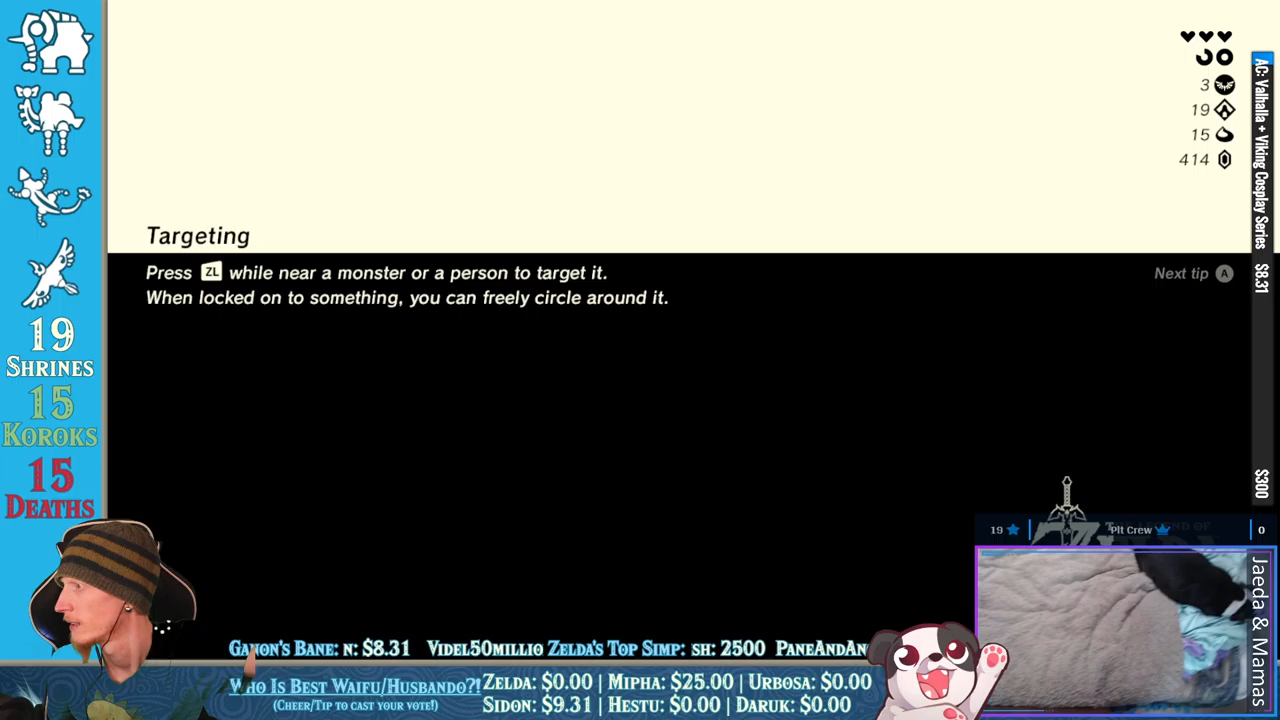 3
19
15
414
Targeting
Press ZL while near a monster or a person to target it.
When locked on to something, you can freely circle around it.
Next tip A
19
SHRINES
15
KOROKS
15
DEATHS
AC: Valhalla + Viking Cosplay Series $8.31 $300
19 Pit Crew 0
Jaeda & Mamas
GANON'S BANE: N: $8.31 VIDEL50MILLIO ZELDA'S TOP SIMP: SH: 2500 PANEANDAN
WHO IS BEST WAIFU/HUSBANDO?!
(CHEER/TIP TO CAST YOUR VOTE!)
ZELDA: $0.00 | MIPHA: $25.00 | URBOSA: $0.00
SIDON: $9.31 | HESTU: $0.00 | DARUK: $0.00